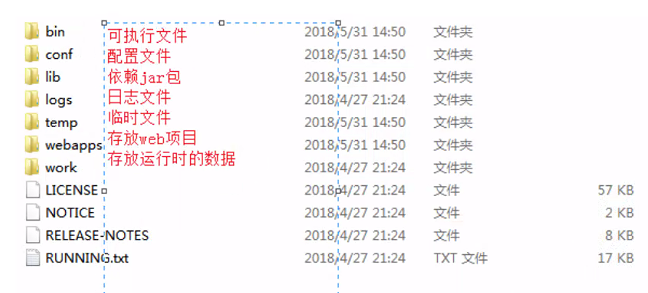 bin 可执行文件 2018/5/31 14:50 文件夹
conf 配置文件 2018/5/31 14:50 文件夹
lib 依赖jar包 2018/5/31 14:50 文件夹
logs 日志文件 2018/4/27 21:24 文件夹
temp 临时文件 2018/5/31 14:50 文件夹
webapps 存放web项目 2018/5/31 14:50 文件夹
work 存放运行时的数据 2018/4/27 21:24 文件夹
LICENSE 2018/4/27 21:24 文件 57 KB
NOTICE 2018/4/27 21:24 文件 2 KB
RELEASE-NOTES 2018/4/27 21:24 文件 8 KB
RUNNING.txt 2018/4/27 21:24 TXT 文件 17 KB